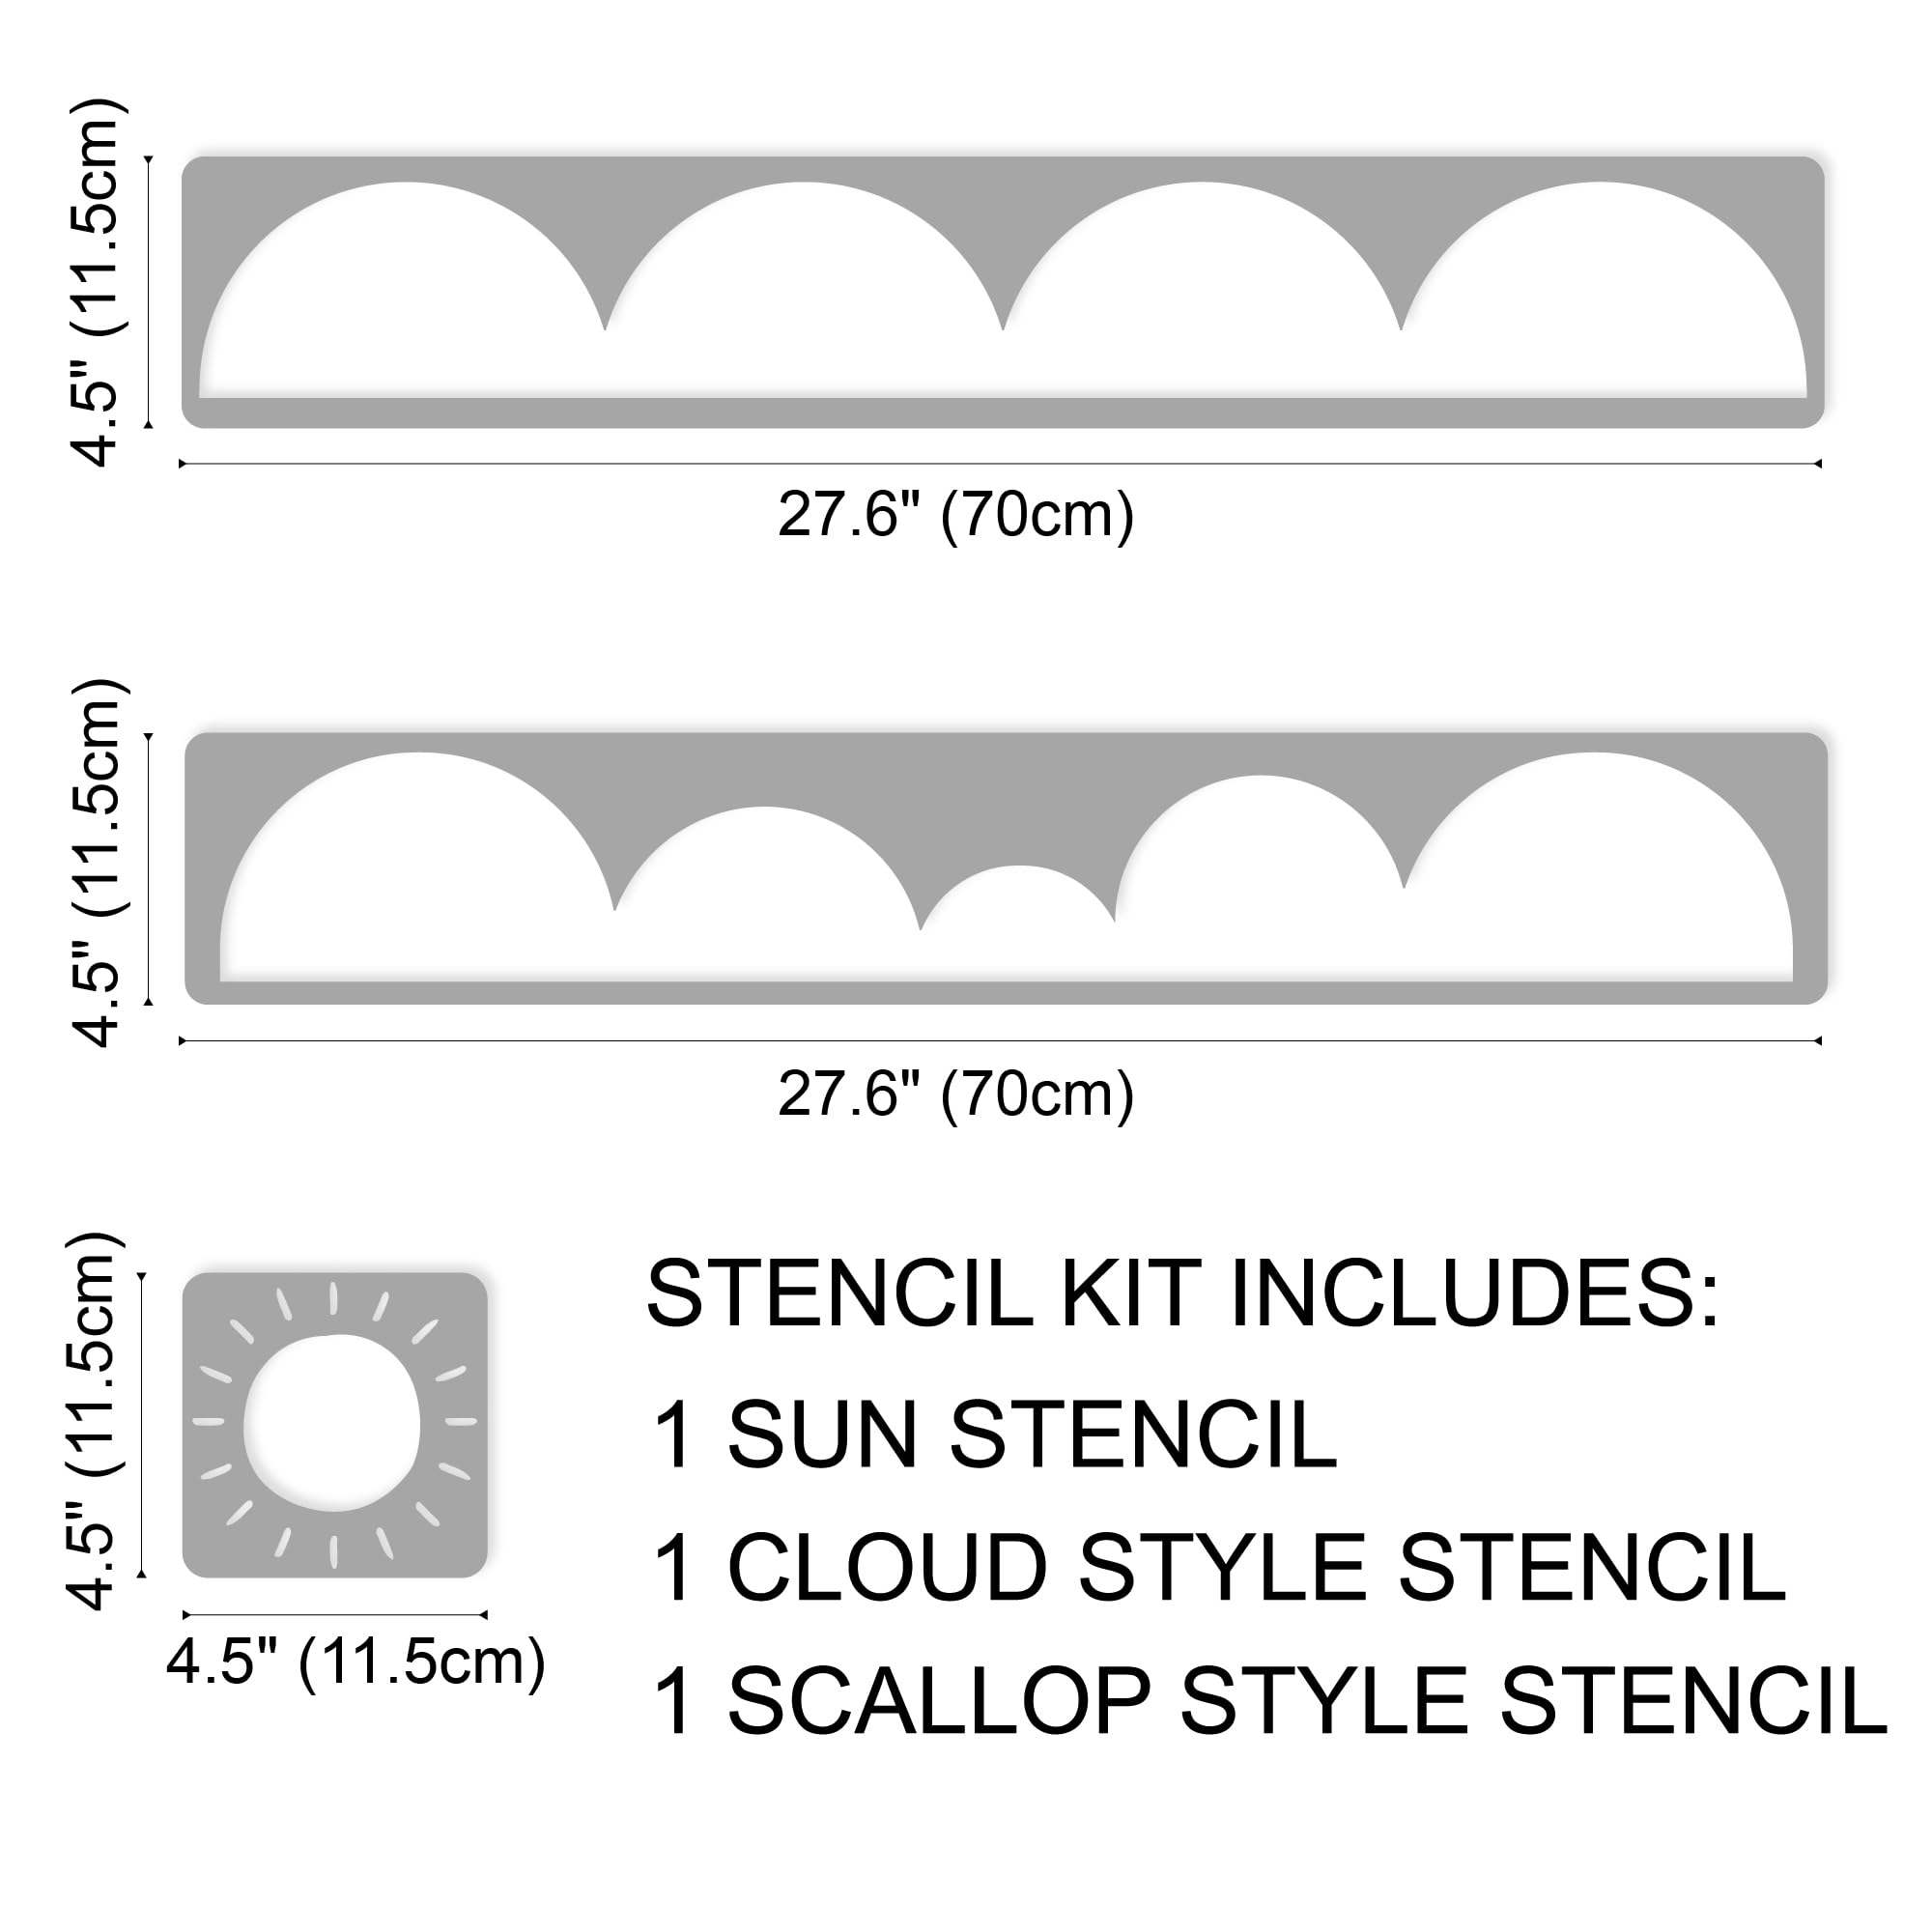 4.5" (11.5cm)
27.6" (70cm)
4.5" (11.5cm)
27.6" (70cm)
4.5" (11.5cm)
4.5" (11.5cm)
STENCIL KIT INCLUDES:
1 SUN STENCIL
1 CLOUD STYLE STENCIL
1 SCALLOP STYLE STENCIL